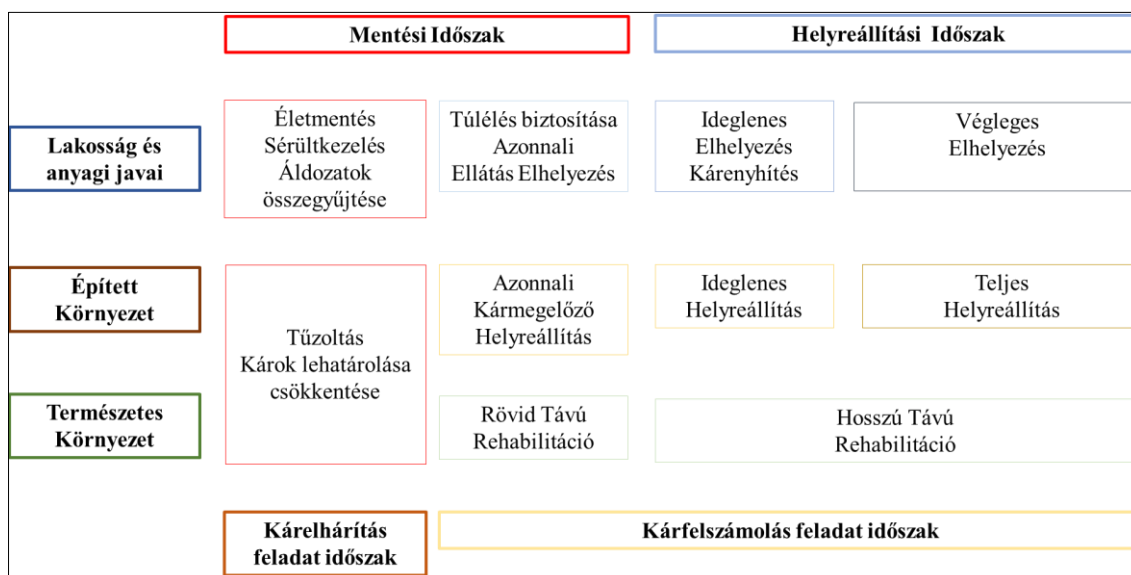 Mentési Időszak
Helyreállítási Időszak
Lakosság és
anyagi javai
Életmentés
Sérültkezelés
Áldozatok
összegyűjtése
Túlélés biztosítása
Azonnali
Ellátás Elhelyezés
Ideglenes
Elhelyezés
Kárenyhítés
Végleges
Elhelyezés
Épített
Környezet
Tűzoltás
Károk lehatárolása
csökkentése
Azonnali
Kármegelőző
Helyreállítás
Ideglenes
Helyreállítás
Teljes
Helyreállítás
Természetes
Környezet
Rövid Távú
Rehabilitáció
Hosszú Távú
Rehabilitáció
Kárelhárítás
feladat időszak
Kárfelszámolás feladat időszak